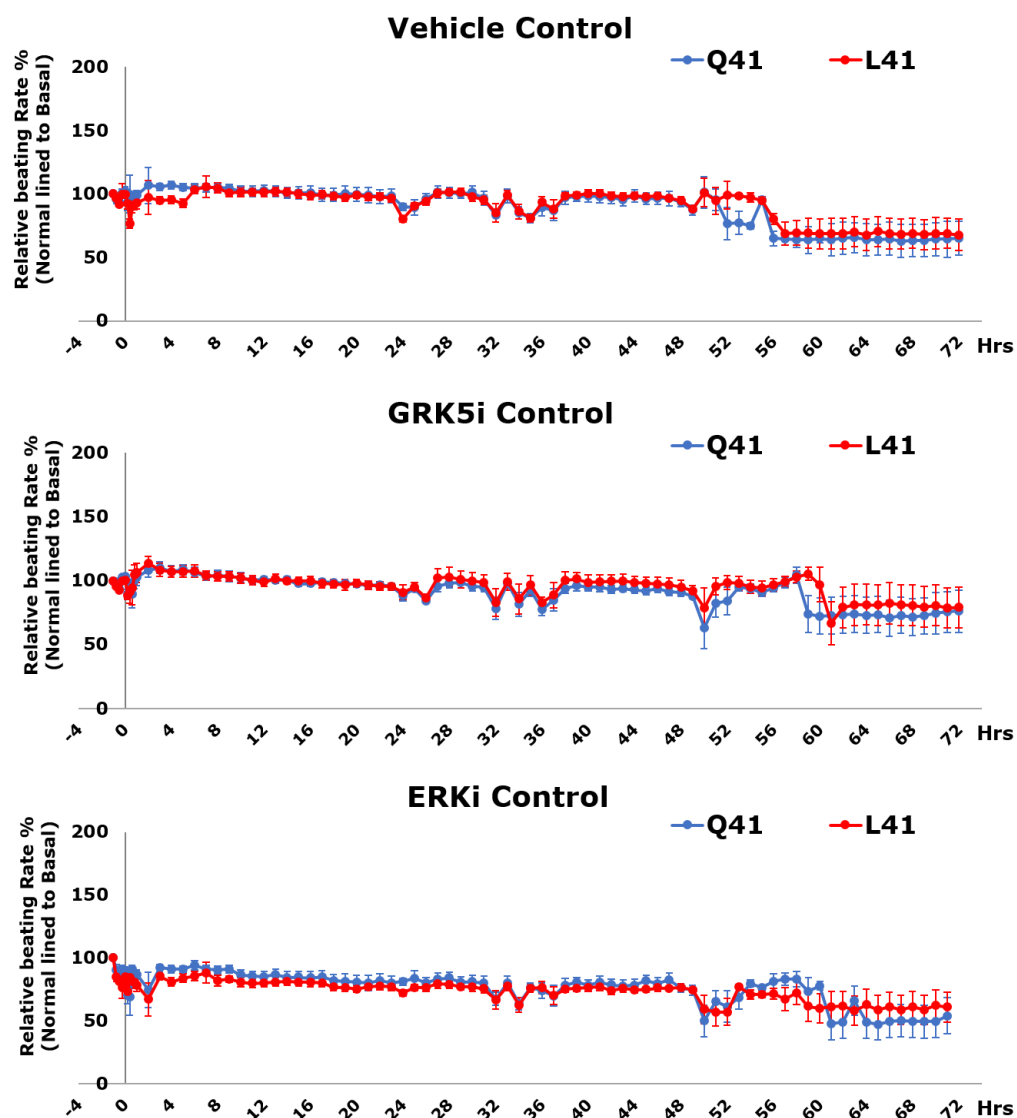 Vehicle Control
Relative beating Rate %
(Normal lined to Basal)
Q41
L41
200
150
100
50
0
-4 0 4 8 12 16 20 24 28 32 36 40 44 48 52 56 60 64 68 72 Hrs
GRK5i Control
Relative beating Rate %
(Normal lined to Basal)
Q41
L41
200
150
100
50
0
-4 0 4 8 12 16 20 24 28 32 36 40 44 48 52 56 60 64 68 72 Hrs
ERKi Control
Relative beating Rate %
(Normal lined to Basal)
Q41
L41
200
150
100
50
0
-4 0 4 8 12 16 20 24 28 32 36 40 44 48 52 56 60 64 68 72 Hrs